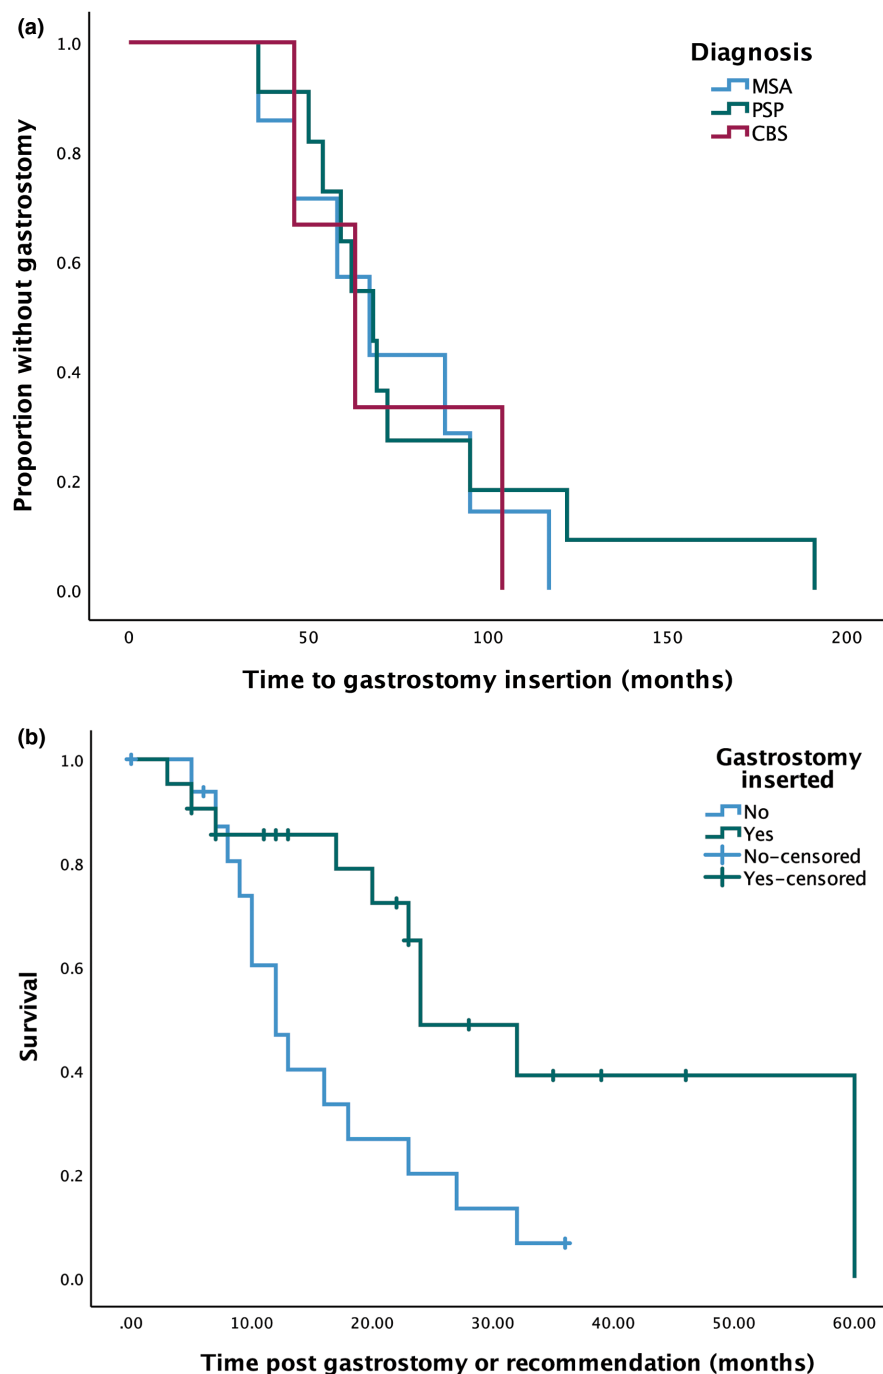 (a)
Diagnosis
MSA
PSP
CBS
Proportion without gastrostomy
1.0
0.8
0.6
0.4
0.2
0.0
0 50 100 150 200
Time to gastrostomy insertion (months)
(b)
Gastrostomy
inserted
No
Yes
No-censored
Yes-censored
Survival
1.0
0.8
0.6
0.4
0.2
0.0
.00 10.00 20.00 30.00 40.00 50.00 60.00
Time post gastrostomy or recommendation (months)